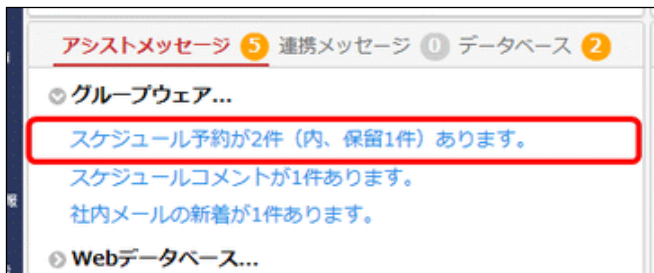 アシストメッセージ 5 連携メッセージ 0 データベース 2
グループウェア...
スケジュール予約が2件（内、保留1件）あります。
スケジュールコメントが1件あります。
社内メールの新着が1件あります。
Webデータベース...